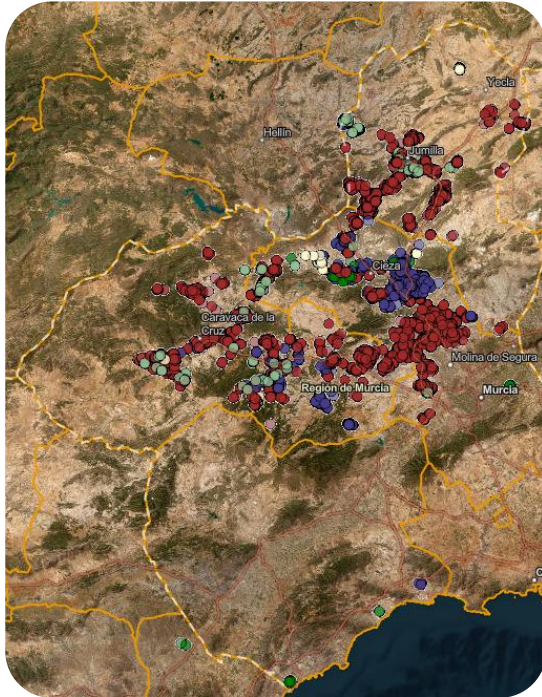 Yecla
Hellín
Jumilla
Cieza
Caravaca de la
Cruz
Molina de Segura
Región de Murcia
Murcia